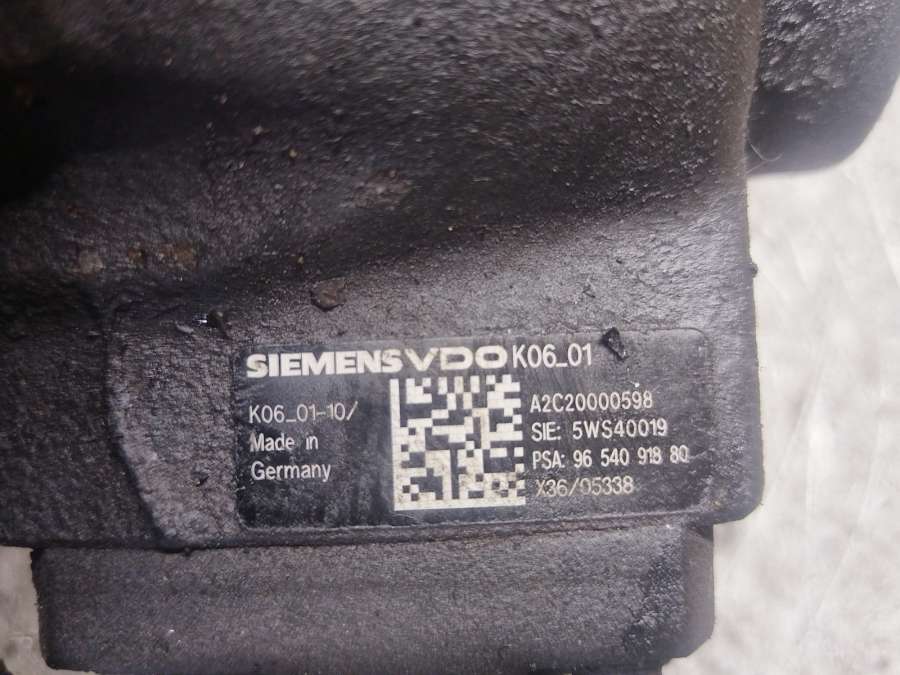 SIEMENS VDO K06_01
K06_01-10/
Made in
Germany
A2C20000598
SIE: 5WS40019
PSA: 96 540 918 80
X36/05338